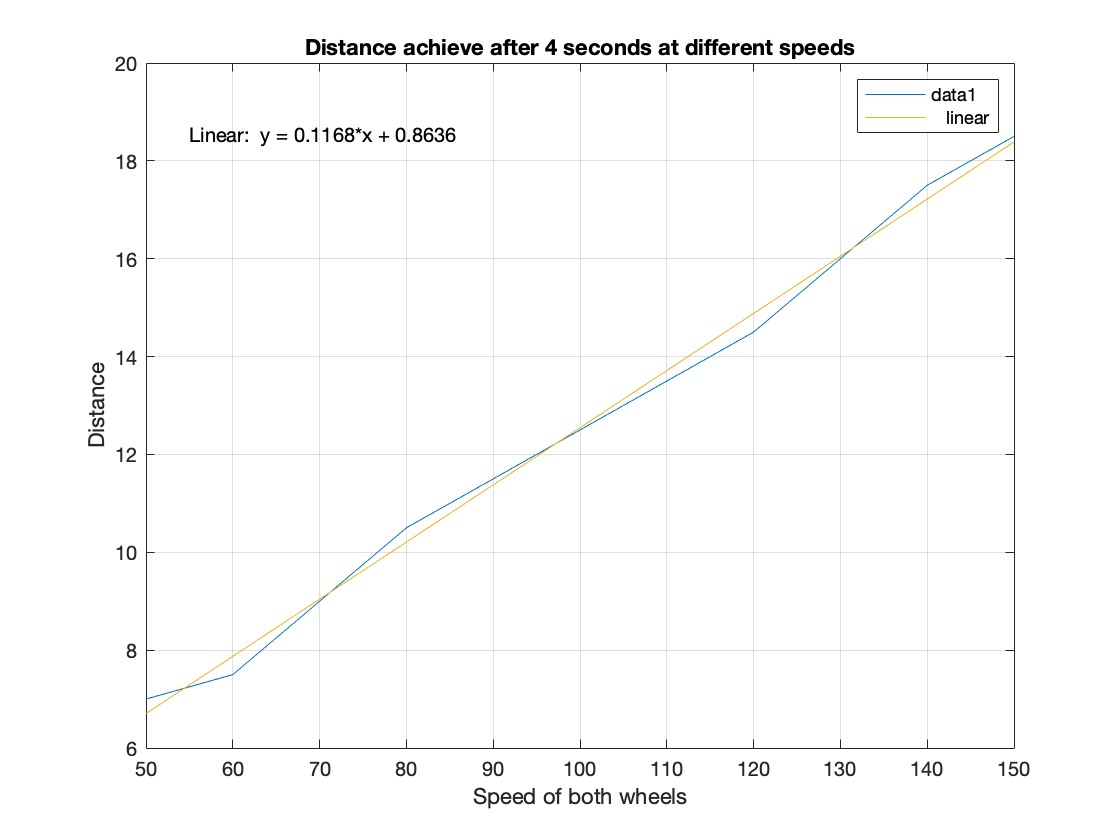 Distance achieve after 4 seconds at different speeds
20
18
16
14
12
10
8
6
Distance
Linear: y = 0.1168*x + 0.8636
data1
linear
50 60 70 80 90 100 110 120 130 140 150
Speed of both wheels